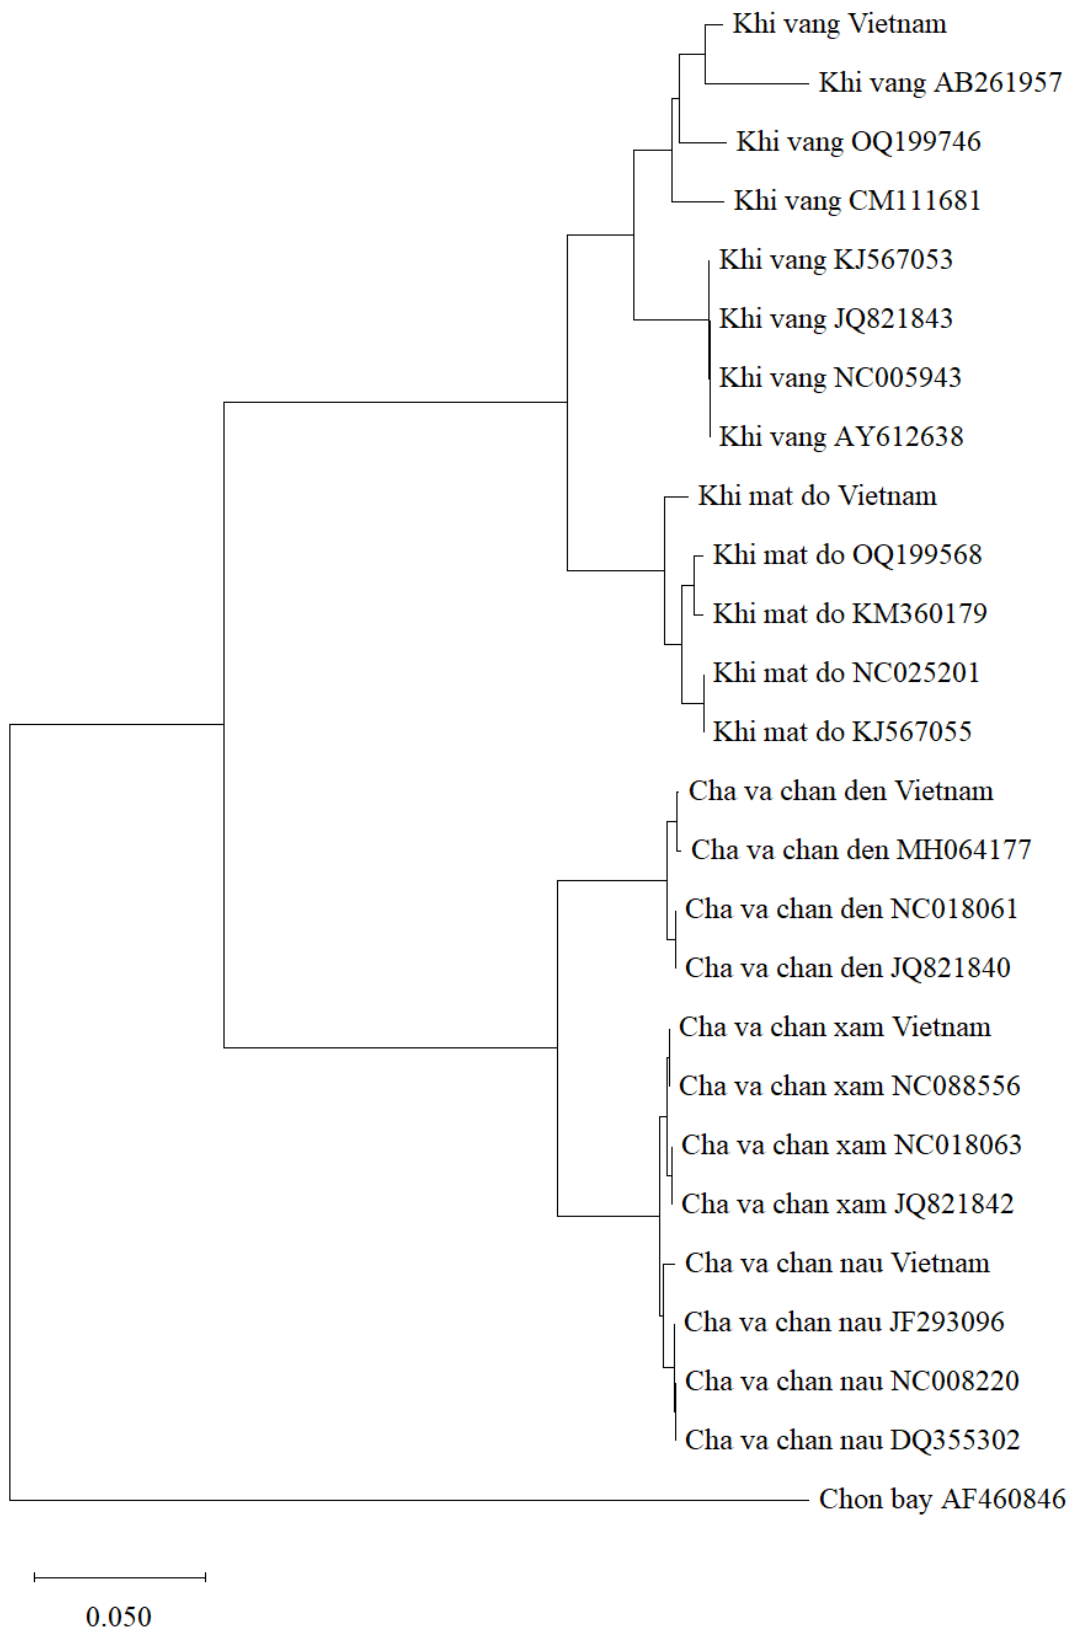 Khi vang Vietnam
Khi vang AB261957
Khi vang OQ199746
Khi vang CM111681
Khi vang KJ567053
Khi vang JQ821843
Khi vang NC005943
Khi vang AY612638
Khi mat do Vietnam
Khi mat do OQ199568
Khi mat do KM360179
Khi mat do NC025201
Khi mat do KJ567055
Cha va chan den Vietnam
Cha va chan den MH064177
Cha va chan den NC018061
Cha va chan den JQ821840
Cha va chan xam Vietnam
Cha va chan xam NC088556
Cha va chan xam NC018063
Cha va chan xam JQ821842
Cha va chan nau Vietnam
Cha va chan nau JF293096
Cha va chan nau NC008220
Cha va chan nau DQ355302
Chon bay AF460846
0.050